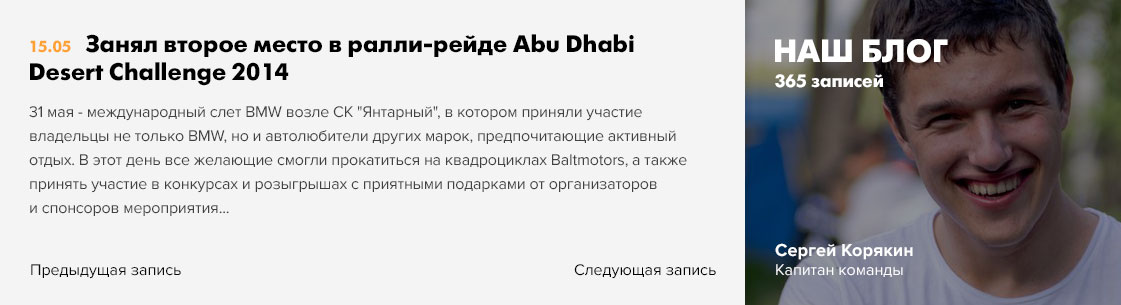 15.05 Занял второе место в ралли-рейде Abu Dhabi
Desert Challenge 2014
31 мая - международный слет BMW возле СК "Янтарный", в котором приняли участие
владельцы не только BMW, но и автолюбители других марок, предпочитающие активный
отдых. В этот день все желающие смогли прокатиться на квадроциклах Baltmotors, а также
принять участие в конкурсах и розыгрышах с приятными подарками от организаторов
и спонсоров мероприятия...
Предыдущая запись
Следующая запись
НАШ БЛОГ
365 записей
Сергей Корякин
Капитан команды